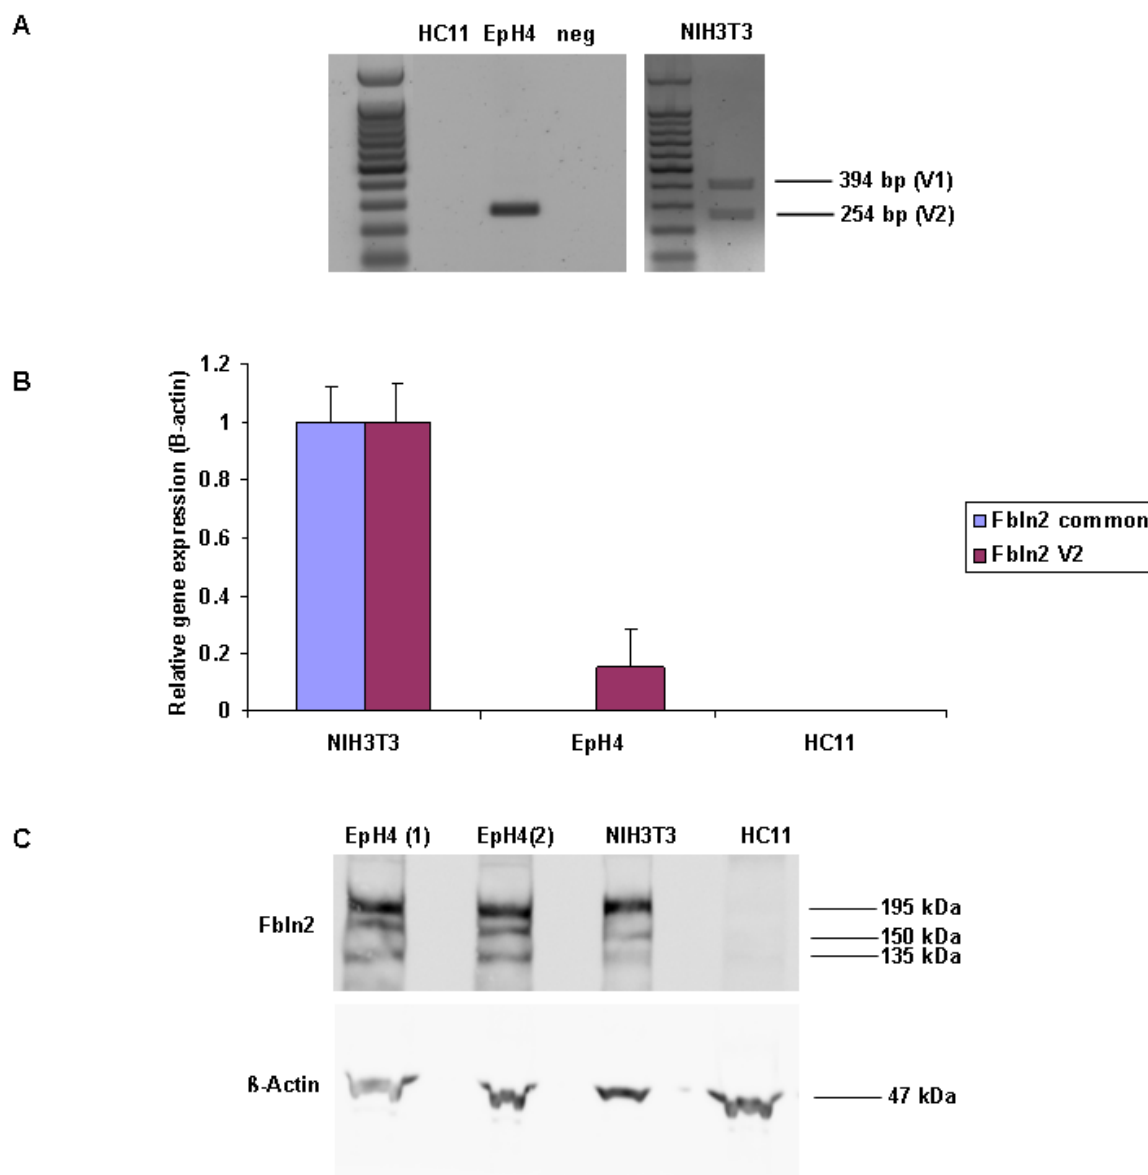 A
HC11 EpH4 neg
NIH3T3
394 bp (V1)
254 bp (V2)
B
Relative gene expression (B-actin)
1.2
1
0.8
0.6
0.4
0.2
0
NIH3T3 EpH4 HC11
Fbln2 common
Fbln2 V2
C
EpH4 (1) EpH4(2) NIH3T3 HC11
Fbln2
195 kDa
150 kDa
135 kDa
ß-Actin
47 kDa